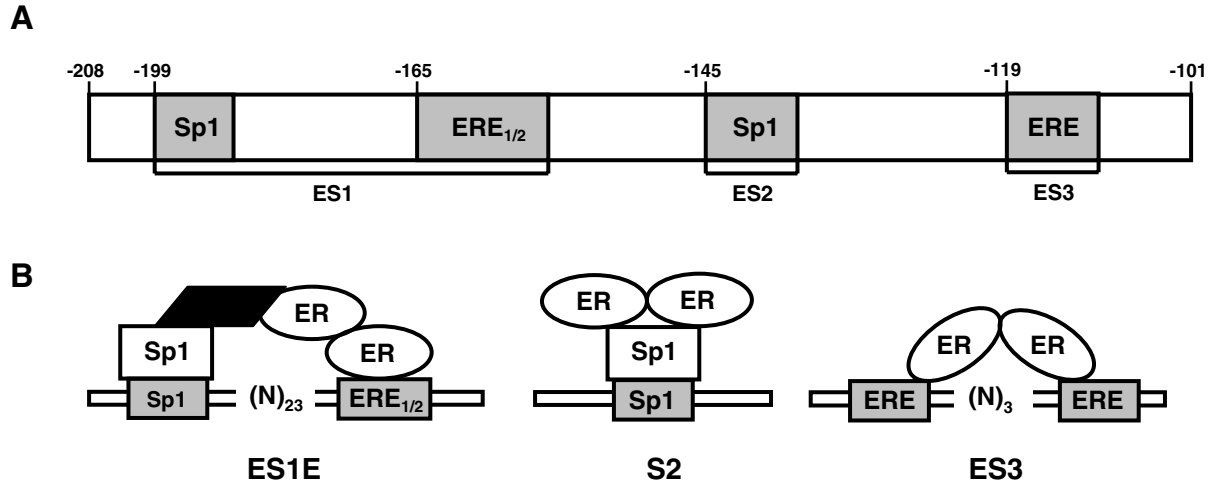 A
-208 -199 -165 -145 -119 -101
Sp1 ERE1/2 Sp1 ERE
ES1 ES2 ES3
B
ER ER ER
Sp1 ER Sp1 ER ER
Sp1 (N)23 ERE1/2 Sp1 ERE (N)3 ERE
ES1E S2 ES3